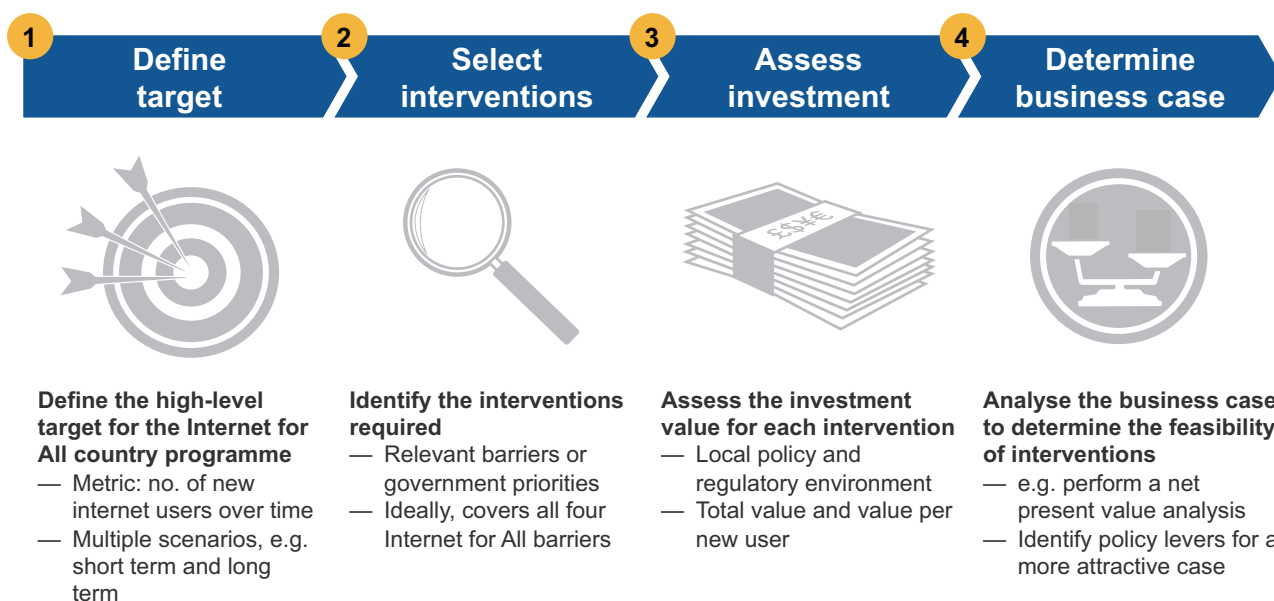 1
Define
target
2
Select
interventions
3
Assess
investment
4
Determine
business case
£$¥€
Define the high-level
target for the Internet for
All country programme
— Metric: no. of new
internet users over time
— Multiple scenarios, e.g.
short term and long
term
Identify the interventions
required
— Relevant barriers or
government priorities
— Ideally, covers all four
Internet for All barriers
Assess the investment
value for each intervention
— Local policy and
regulatory environment
— Total value and value per
new user
Analyse the business case
to determine the feasibility
of interventions
— e.g. perform a net
present value analysis
— Identify policy levers for a
more attractive case